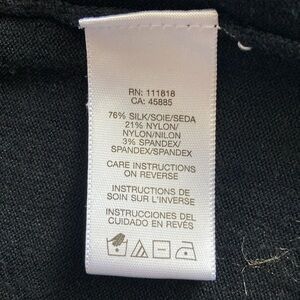 RN: 111818
CA: 45885
76% SILK/SOIE/SEDA
21% NYLON/
NYLON/NILON
3% SPANDEX/
SPANDEX/SPANDEX
CARE INSTRUCTIONS
ON REVERSE
INSTRUCTIONS DE
SOIN SUR L'INVERSE
INSTRUCCIONES DEL
CUIDADO EN REVÉS